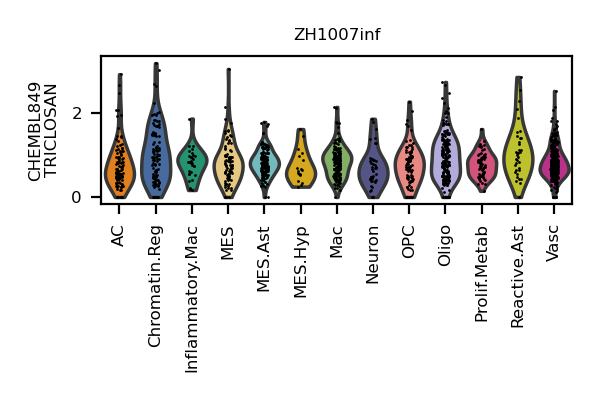 ZH1007inf
CHEMBL849
TRICLOSAN
2
0
AC
Chromatin.Reg
Inflammatory.Mac
MES
MES.Ast
MES.Hyp
Mac
Neuron
OPC
Oligo
Prolif.Metab
Reactive.Ast
Vasc